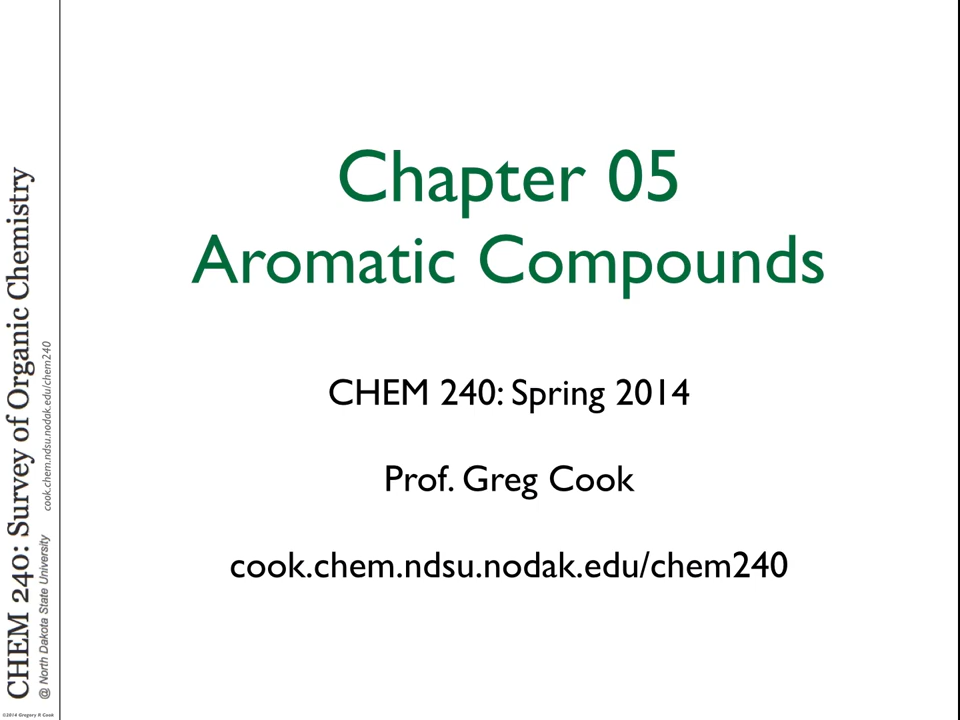 Chapter 05
Aromatic Compounds
CHEM 240: Spring 2014
Prof. Greg Cook
cook.chem.ndsu.nodak.edu/chem240
CHEM 240: Survey of Organic Chemistry
@ North Dakota State University
cook.chem.ndsu.nodak.edu/chem240
©2014 Gregory R Cook